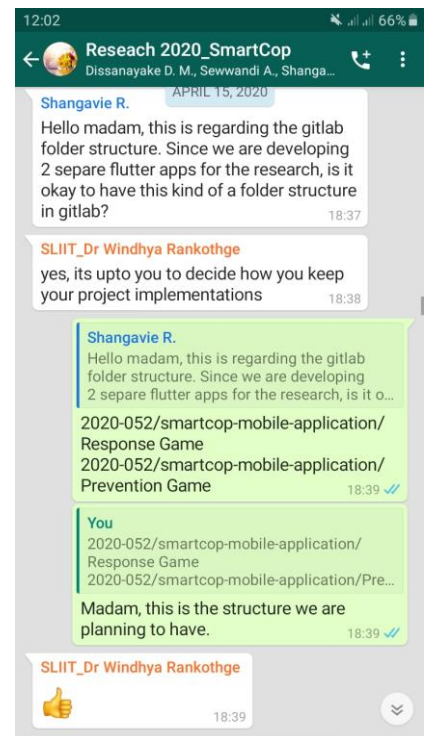 12:02
66%
Reseach 2020_SmartCop
Dissanayake D. M., Sewwandi A., Shanga...
APRIL 15, 2020
Shangavie R.
Hello madam, this is regarding the gitlab
folder structure. Since we are developing
2 separe flutter apps for the research, is it
okay to have this kind of a folder structure
in gitlab?
18:37
SLIIT_Dr Windhya Rankothge
yes, its upto you to decide how you keep
your project implementations
18:38
Shangavie R.
Hello madam, this is regarding the gitlab
folder structure. Since we are developing
2 separe flutter apps for the research, is it o...
2020-052/smartcop-mobile-application/
Response Game
2020-052/smartcop-mobile-application/
Prevention Game
18:39
You
2020-052/smartcop-mobile-application/
Response Game
2020-052/smartcop-mobile-application/Pre...
Madam, this is the structure we are
planning to have.
18:39
SLIIT_Dr Windhya Rankothge
👍
18:39